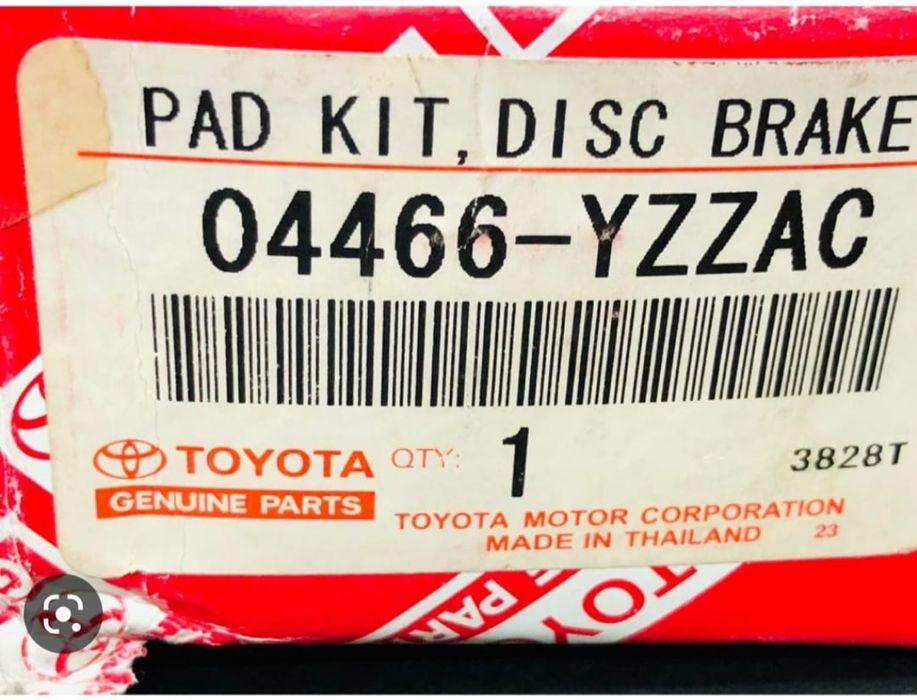 PAD KIT, DISC BRAKE
04466-YZZAC
TOYOTA
GENUINE PARTS
QTY: 1
3828T
TOYOTA MOTOR CORPORATION
MADE IN THAILAND 23